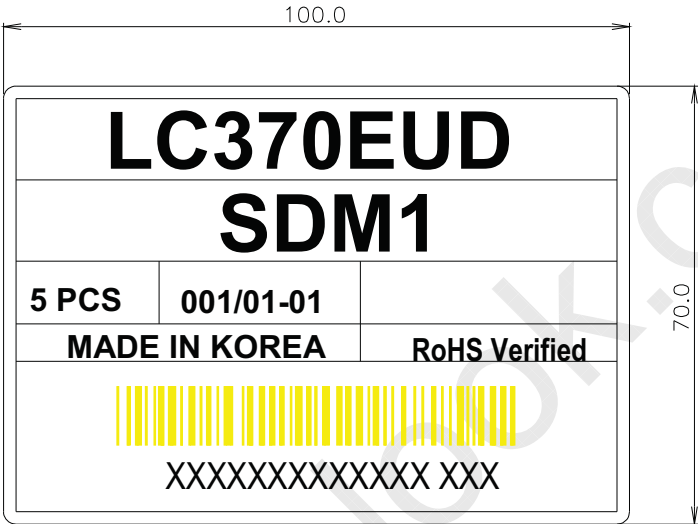 100.0
LC370EUD
SDM1
5 PCS 001/01-01
70.0
MADE IN KOREA RoHS Verified
XXXXXXXXXXXXX XXX